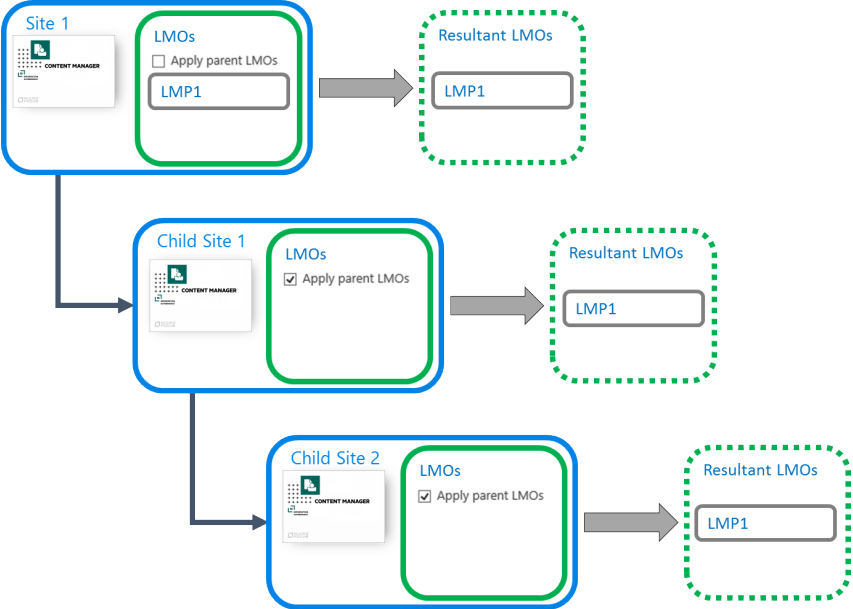 Site 1
CONTENT MANAGER
LMOs
Apply parent LMOs
LMP1
Resultant LMOs
LMP1
Child Site 1
CONTENT MANAGER
LMOs
Apply parent LMOs
Resultant LMOs
LMP1
Child Site 2
CONTENT MANAGER
LMOs
Apply parent LMOs
Resultant LMOs
LMP1